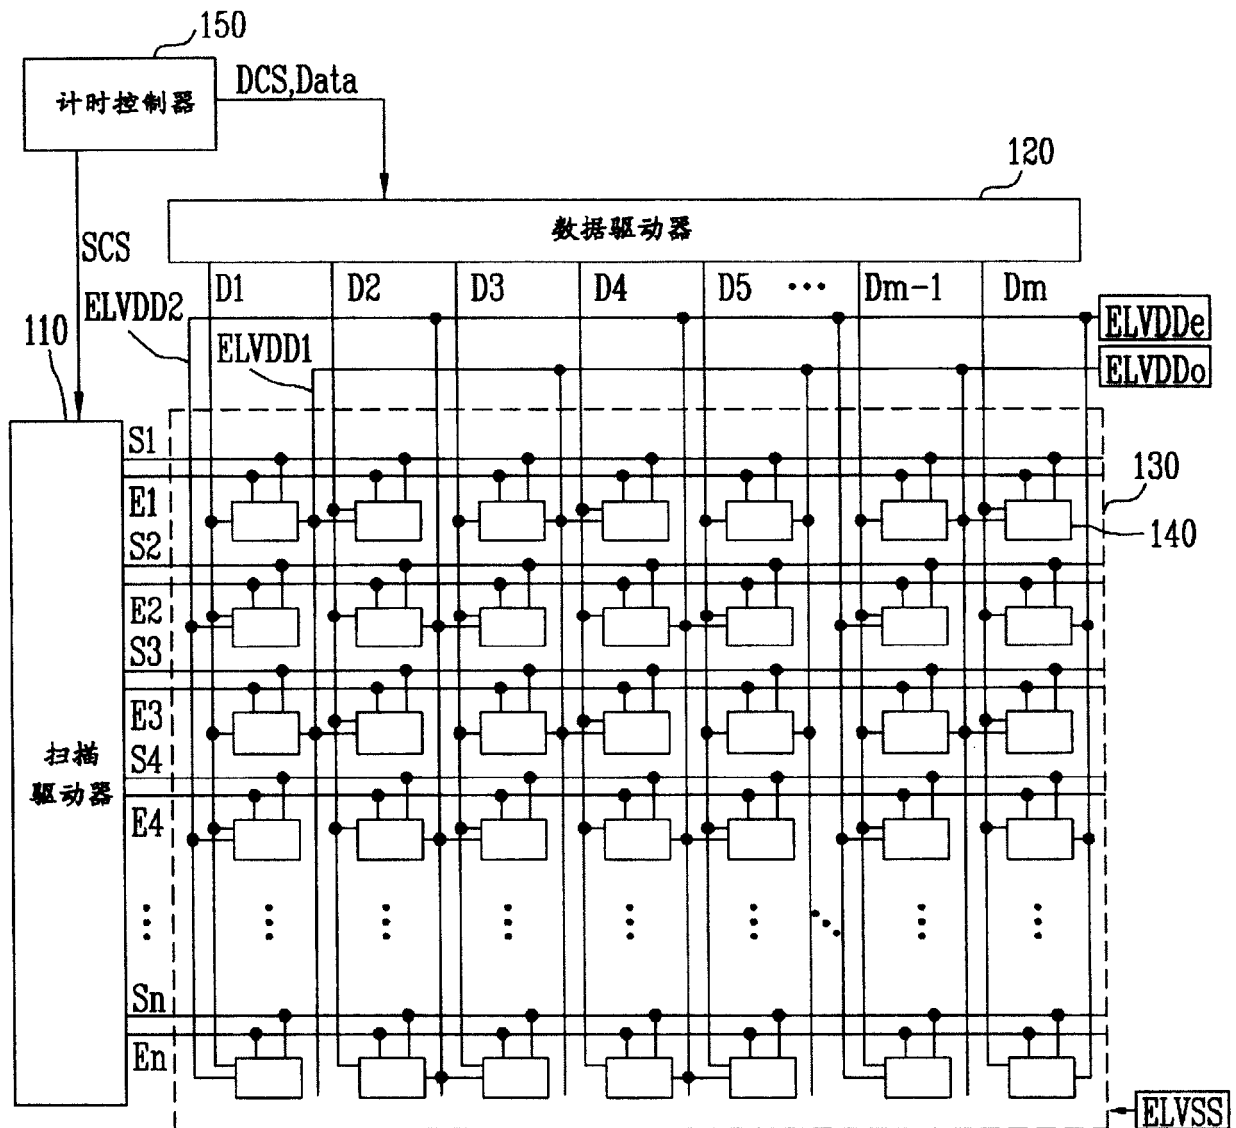 150
计时控制器
DCS,Data
120
数据驱动器
SCS
D1 D2 D3 D4 D5 ··· Dm-1 Dm
ELVDD2
ELVDDe
110
ELVDD1
ELVDDo
S1
130
E1
140
S2
E2
S3
E3
S4
扫描
驱动器
E4
Sn
En
ELVSS